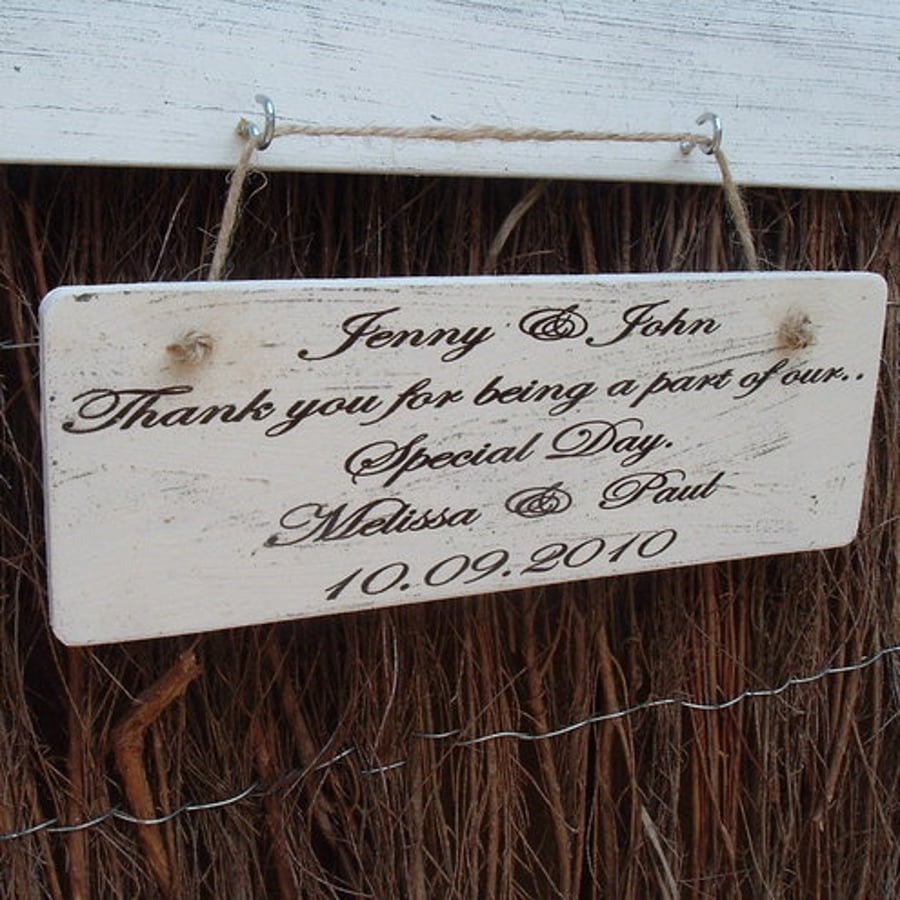 Jenny & John
Thank you for being a part of our..
Special Day.
Melissa & Paul
10.09.2010